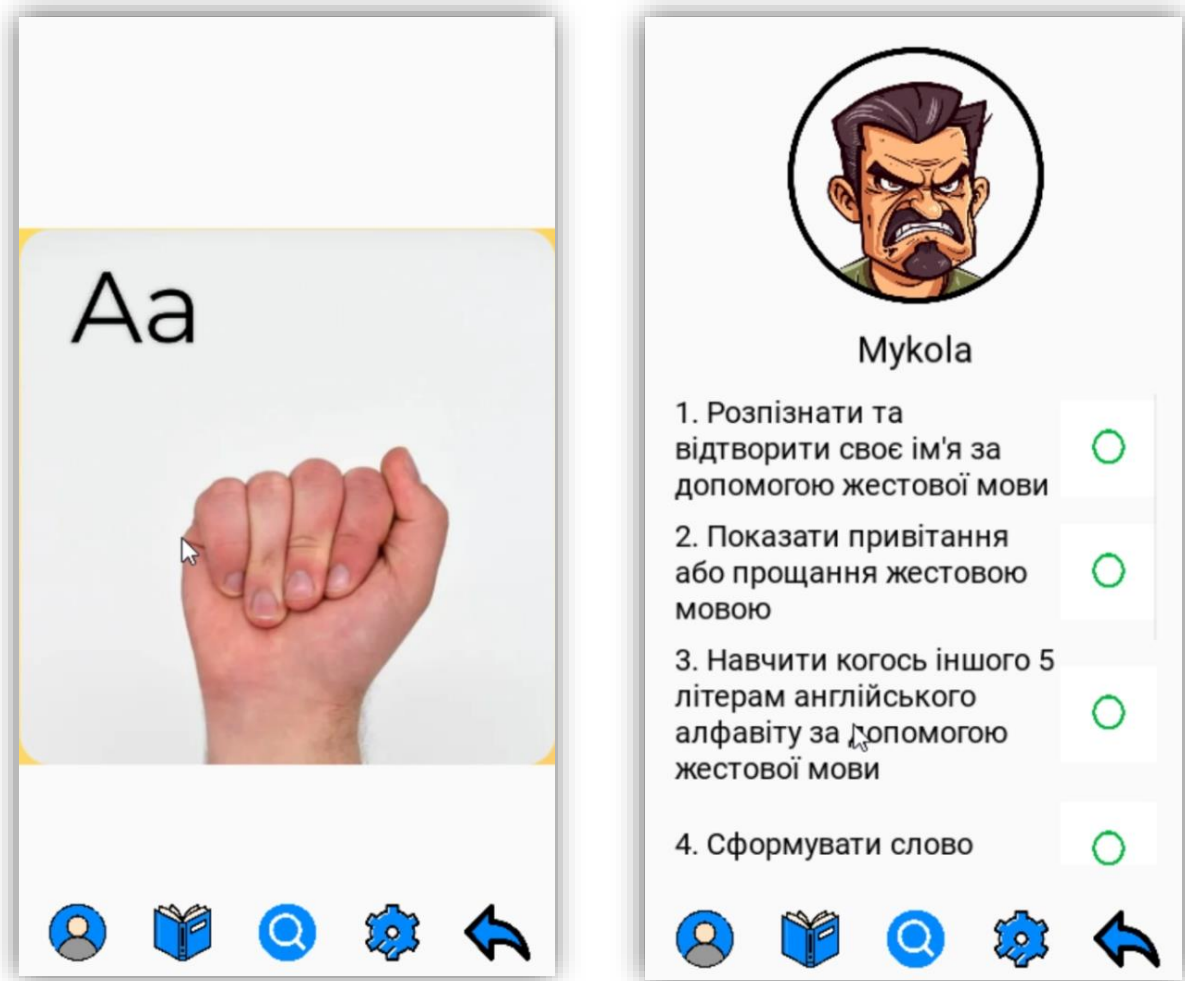 Aa
Mykola
1. Розпізнати та
відтворити своє ім'я за
допомогою жестової мови
2. Показати привітання
або прощання жестовою
мовою
3. Навчити когось іншого 5
літерам англійського
алфавіту за допомогою
жестової мови
4. Сформувати слово